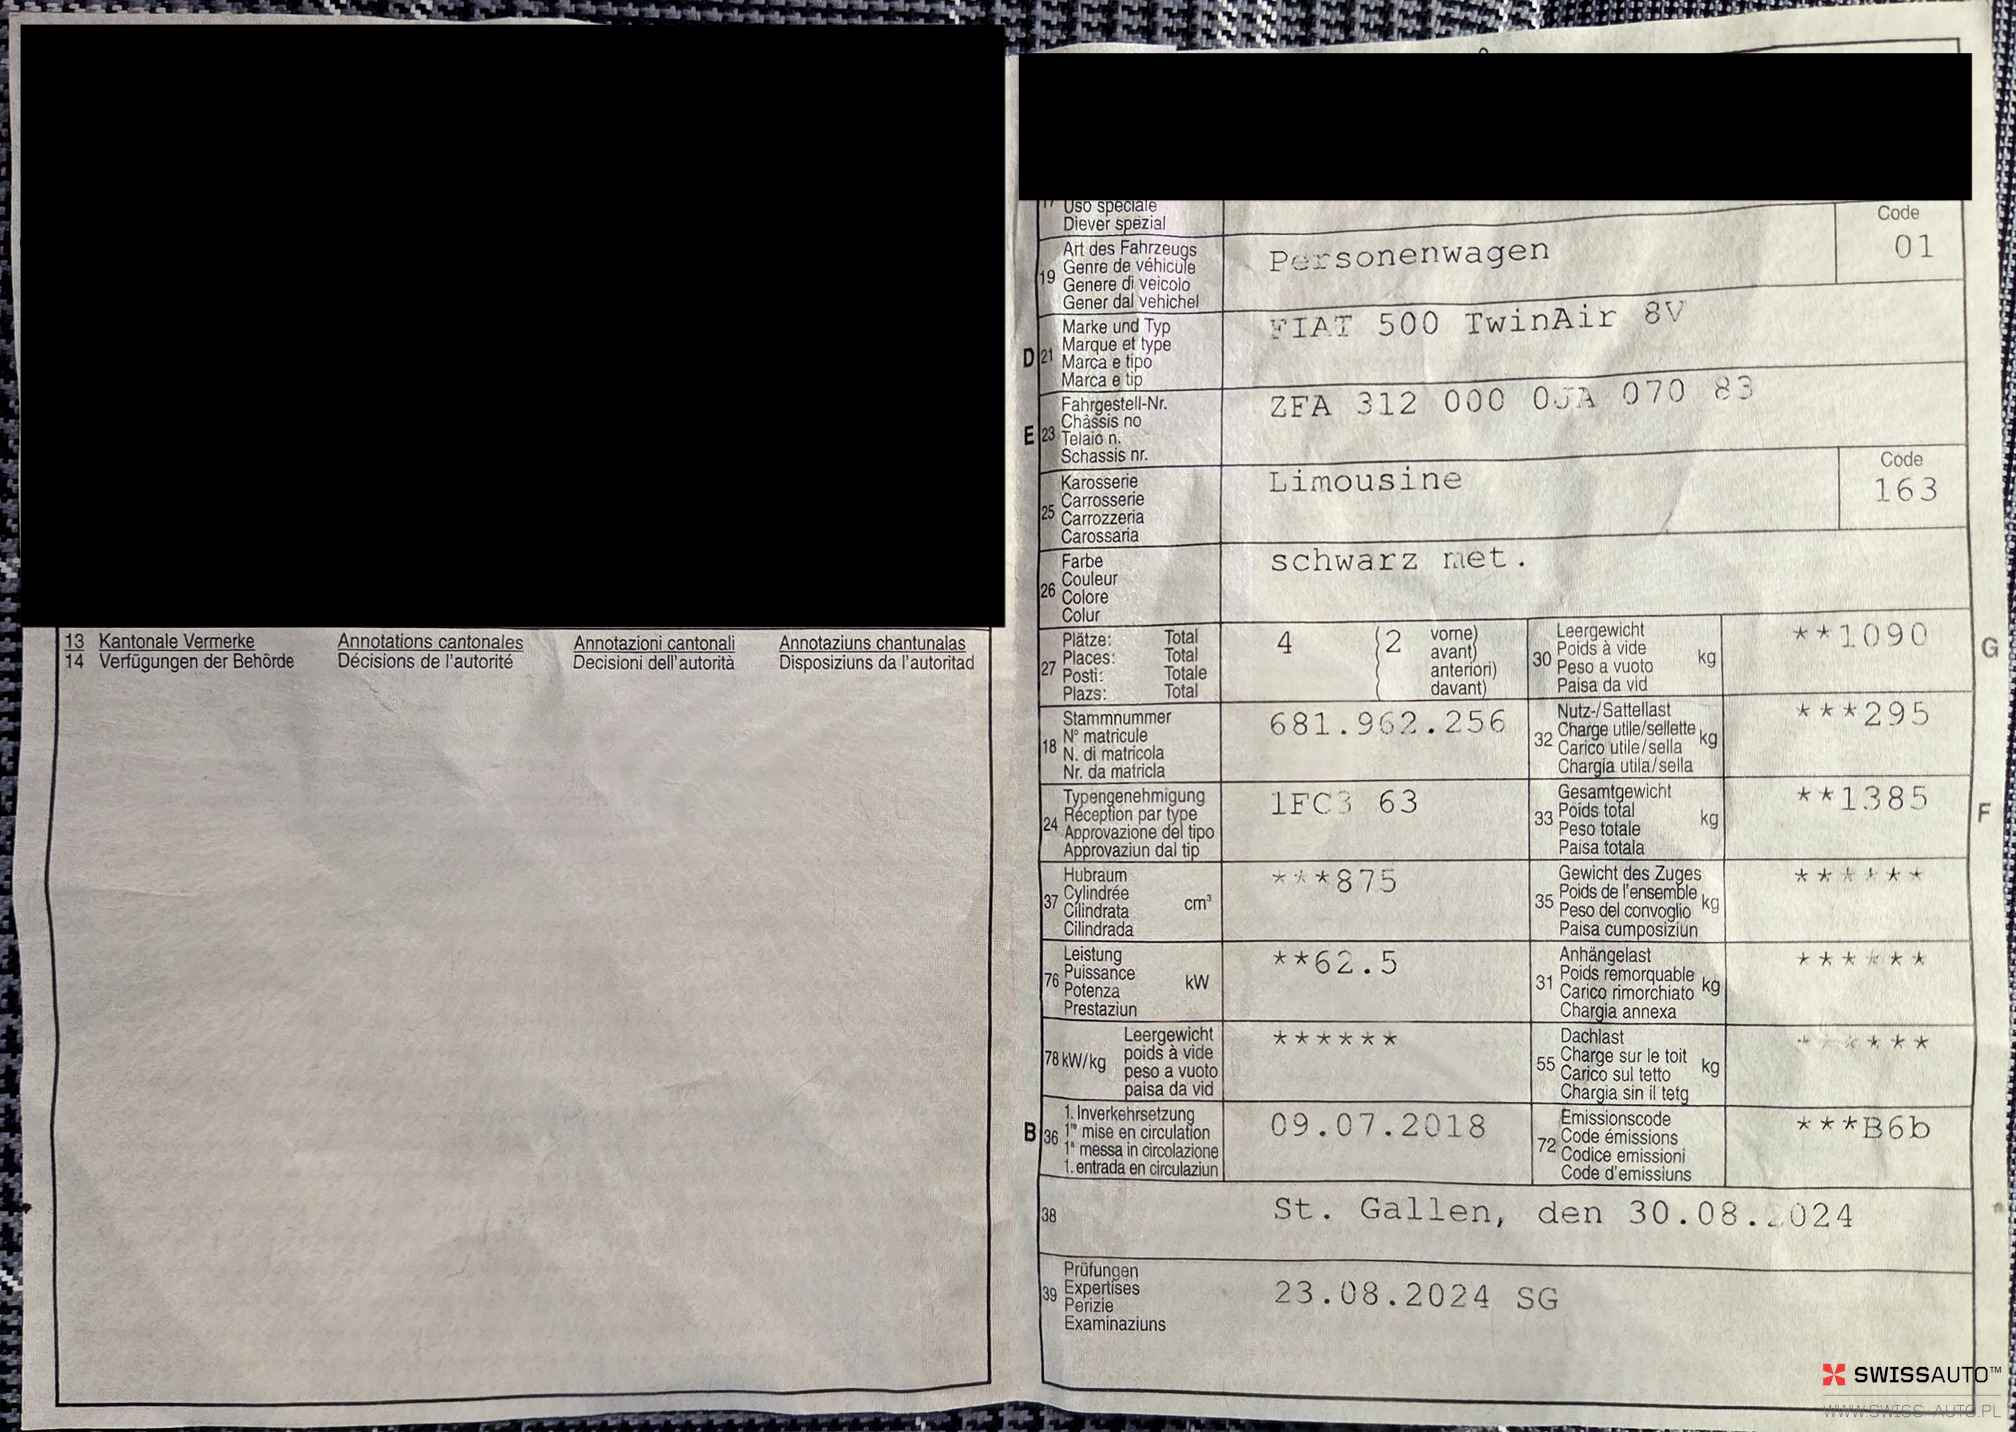 13 Kantonale Vermerke Annotations cantonales Annotazioni cantonali Annotaziuns chantunalas
14 Verfügungen der Behörde Décisions de l'autorité Decisioni dell'autorità Disposiziuns da l'autoritad
17 Uso speciale
Diever spezial
Code
01
19 Art des Fahrzeugs
Genre de véhicule
Genere di veicolo
Gener dal vehichel
Personenwagen
D 21 Marke und Typ
Marque et type
Marca e tipo
Marca e tip
FIAT 500 TwinAir 8V
E 23 Fahrgestell-Nr.
Châssis no
Telaio n.
Schassis nr.
ZFA 312 000 0JA 070 83
25 Karosserie
Carrosserie
Carrozzeria
Carossaria
Limousine
Code
163
26 Farbe
Couleur
Colore
Colur
schwarz met.
27 Plätze: Total
Places: Total
Posti: Totale
Plazs: Total
4 (2 vorne)
avant)
anteriori)
davant)
30 Leergewicht
Poids à vide
Peso a vuoto kg
Paisa da vid
**1090
G
18 Stammnummer
N° matricule
N. di matricola
Nr. da matricla
681.962.256
32 Nutz-/Sattellast
Charge utile/sellette
Carico utile/sella kg
Chargia utila/sella
***295
24 Typengenehmigung
Réception par type
Approvazione del tipo
Approvaziun dal tip
1FC3 63
33 Gesamtgewicht
Poids total
Peso totale kg
Paisa totala
**1385
F
37 Hubraum
Cylindrée
Cilindrata cm³
Cilindrada
***875
35 Gewicht des Zuges
Poids de l'ensemble
Peso del convoglio kg
Paisa cumposiziun
******
76 Leistung
Puissance
Potenza kW
Prestaziun
**62.5
31 Anhängelast
Poids remorquable
Carico rimorchiato kg
Chargia annexa
******
78 kW/kg Leergewicht
poids à vide
peso a vuoto
paisa da vid
******
55 Dachlast
Charge sur le toit
Carico sul tetto kg
Chargia sin il tetg
******
B 36 1. Inverkehrsetzung
1re mise en circulation
1a messa in circolazione
1. entrada en circulaziun
09.07.2018
72 Emissionscode
Code émissions
Codice emissioni
Code d'emissiuns
***B6b
38 St. Gallen, den 30.08.2024
39 Prüfungen
Expertises
Perizie
Examinaziuns
23.08.2024 SG
SWISSAUTO™
WWW.SWISS-AUTO.PL